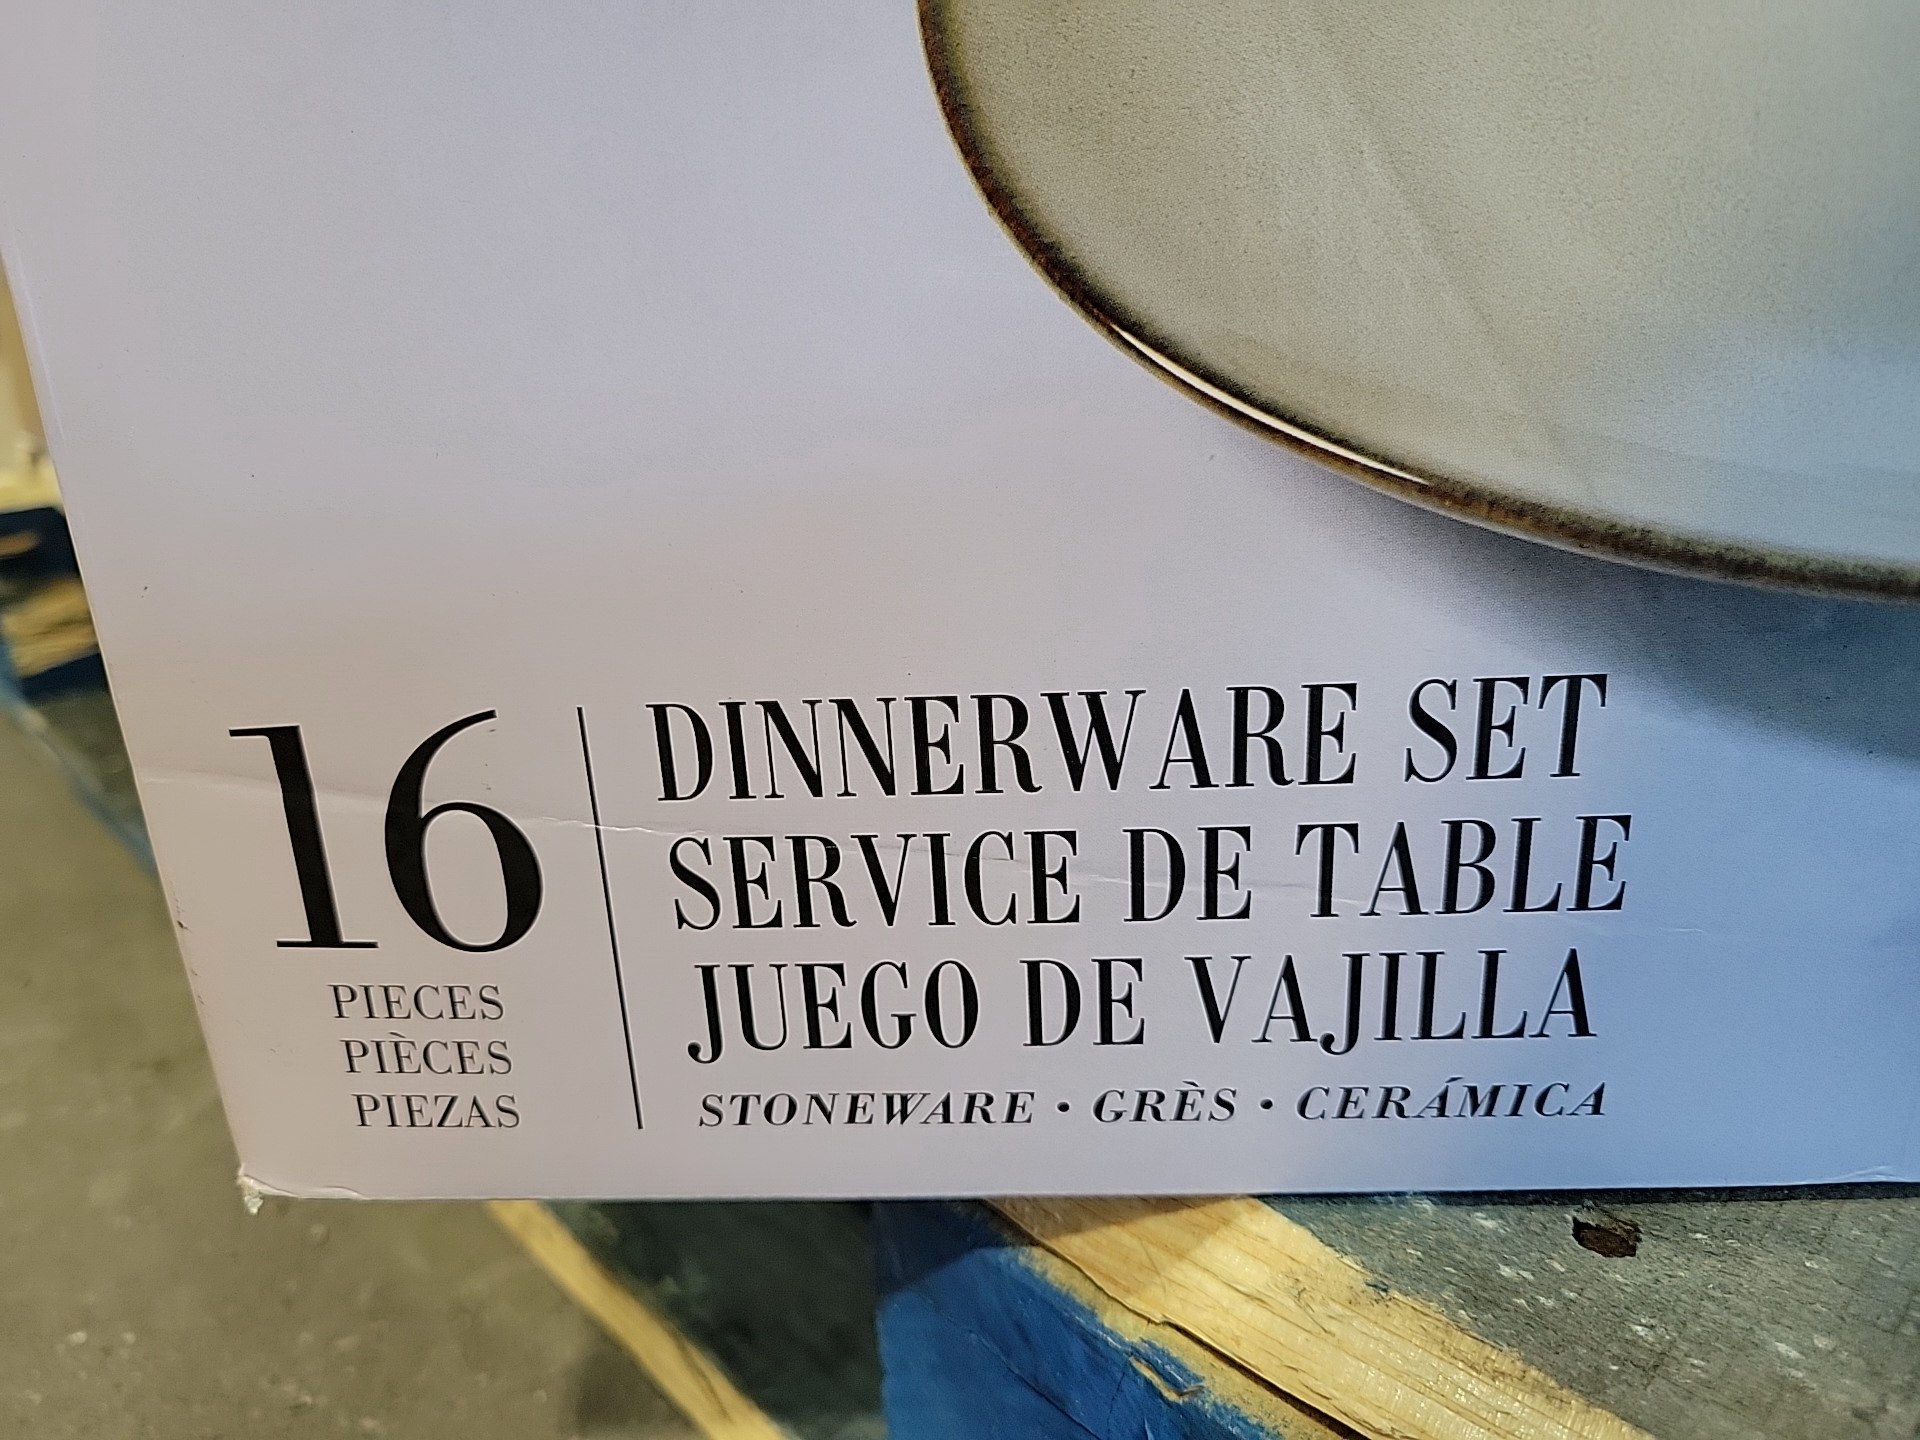 16
PIECES
PIÈCES
PIEZAS
DINNERWARE SET
SERVICE DE TABLE
JUEGO DE VAJILLA
STONEWARE • GRÈS • CERÁMICA